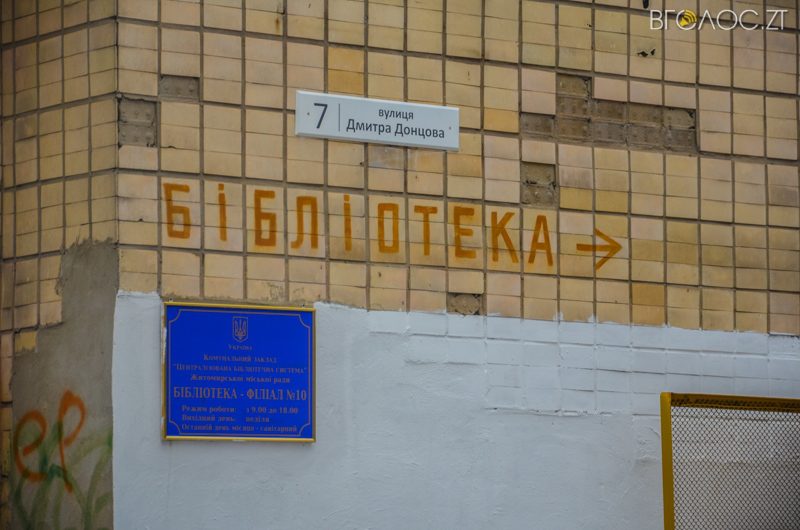 ВГОЛОС.ZT
7
вулиця
Дмитра Донцова
БІБЛІОТЕКА →
УКРАЇНА
КОМУНАЛЬНИЙ ЗАКЛАД
"ЦЕНТРАЛІЗОВАНА БІБЛІОТЕЧНА СИСТЕМА"
ЖИТОМИРСЬКОЇ МІСЬКОЇ РАДИ
БІБЛІОТЕКА - ФІЛІАЛ №10
Режим роботи: з 9.00 до 18.00
Вихідний день: неділя
Останній день місяця - санітарний
ер